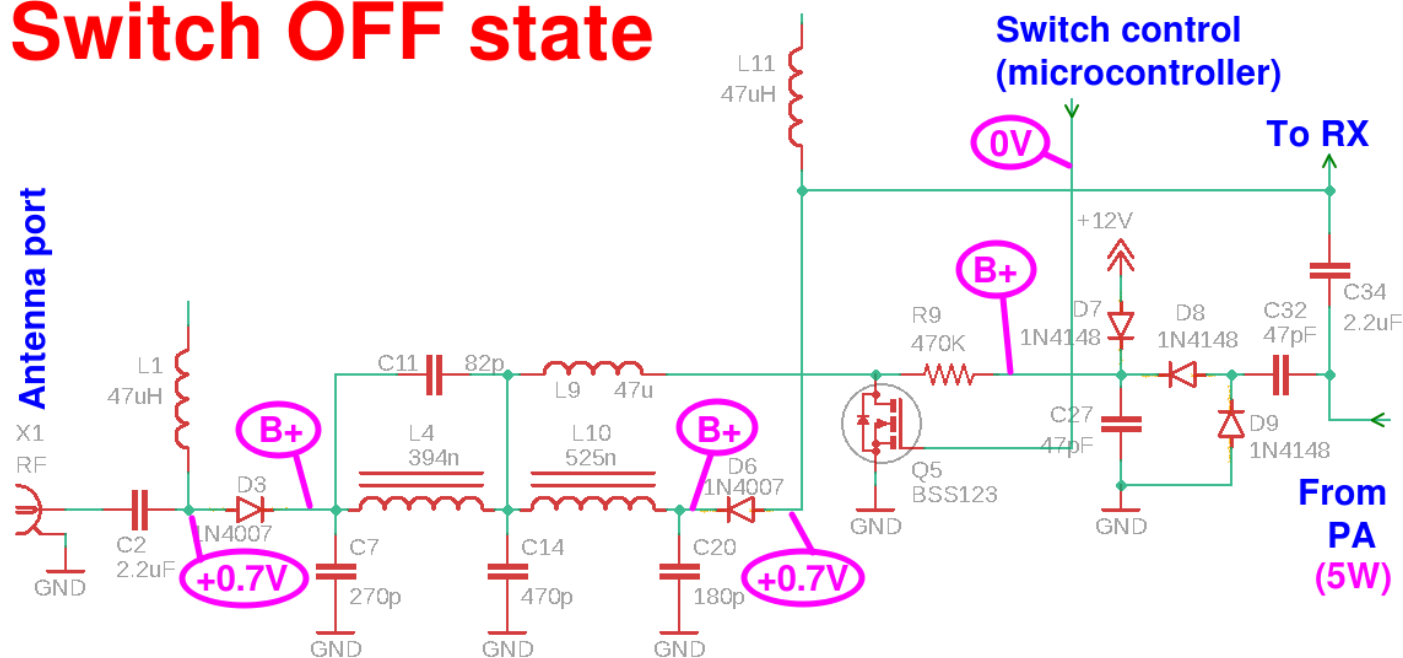 Switch OFF state
L11
47uH
Switch control
(microcontroller)
To RX
0V
+12V
Antenna port
B+
C34
2.2uF
R9
470K
D7
1N4148
D8
1N4148
C32
47pF
C11
82p
L1
47uH
L9
47u
C27
47pF
D9
1N4148
X1
RF
B+
L4
394n
L10
525n
B+
D6
1N4007
Q5
BSS123
D3
1N4007
From
PA
(5W)
GND
GND
C2
2.2uF
+0.7V
C7
270p
C14
470p
C20
180p
+0.7V
GND
GND
GND
GND